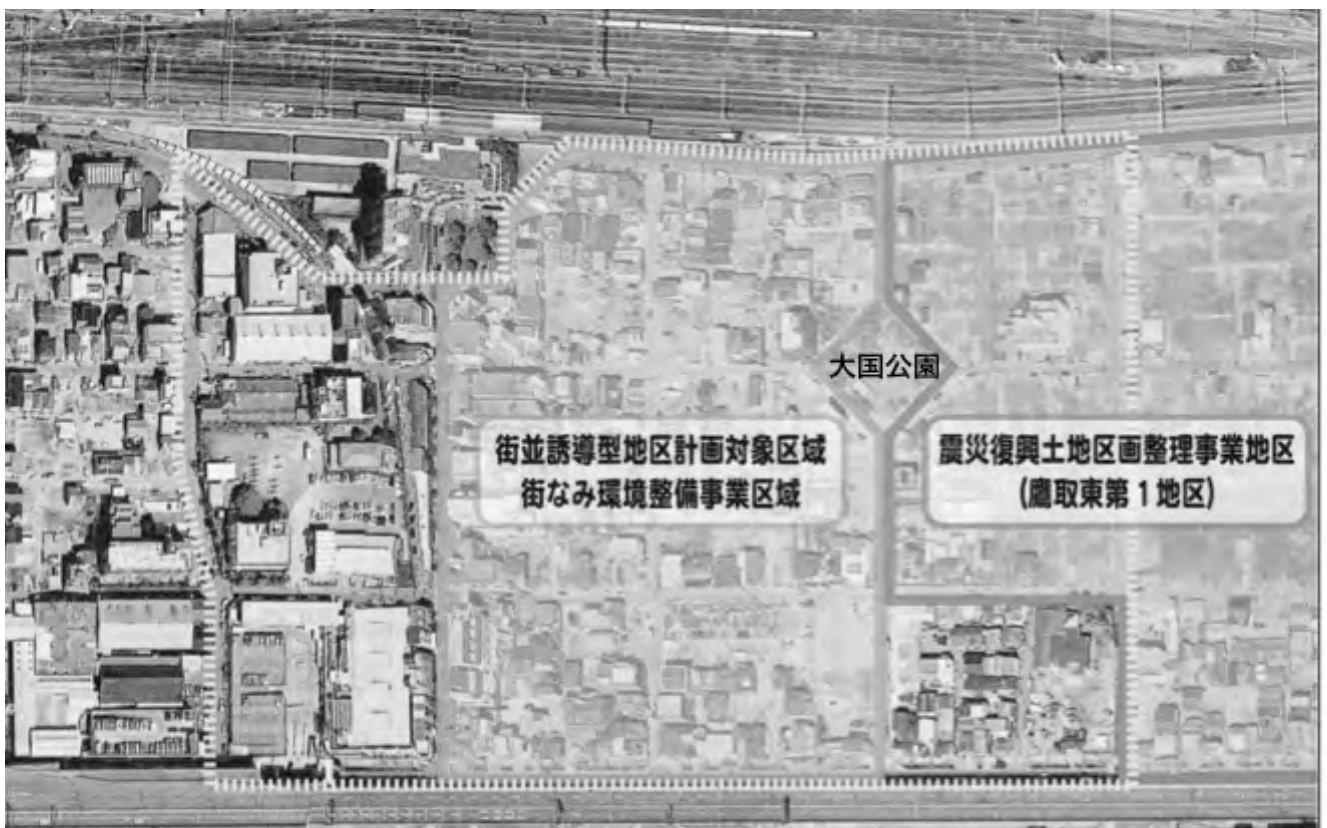 大国公園
街並誘導型地区計画対象区域
街なみ環境整備事業区域
震災復興土地区画整理事業地区
(鷹取東第1地区)